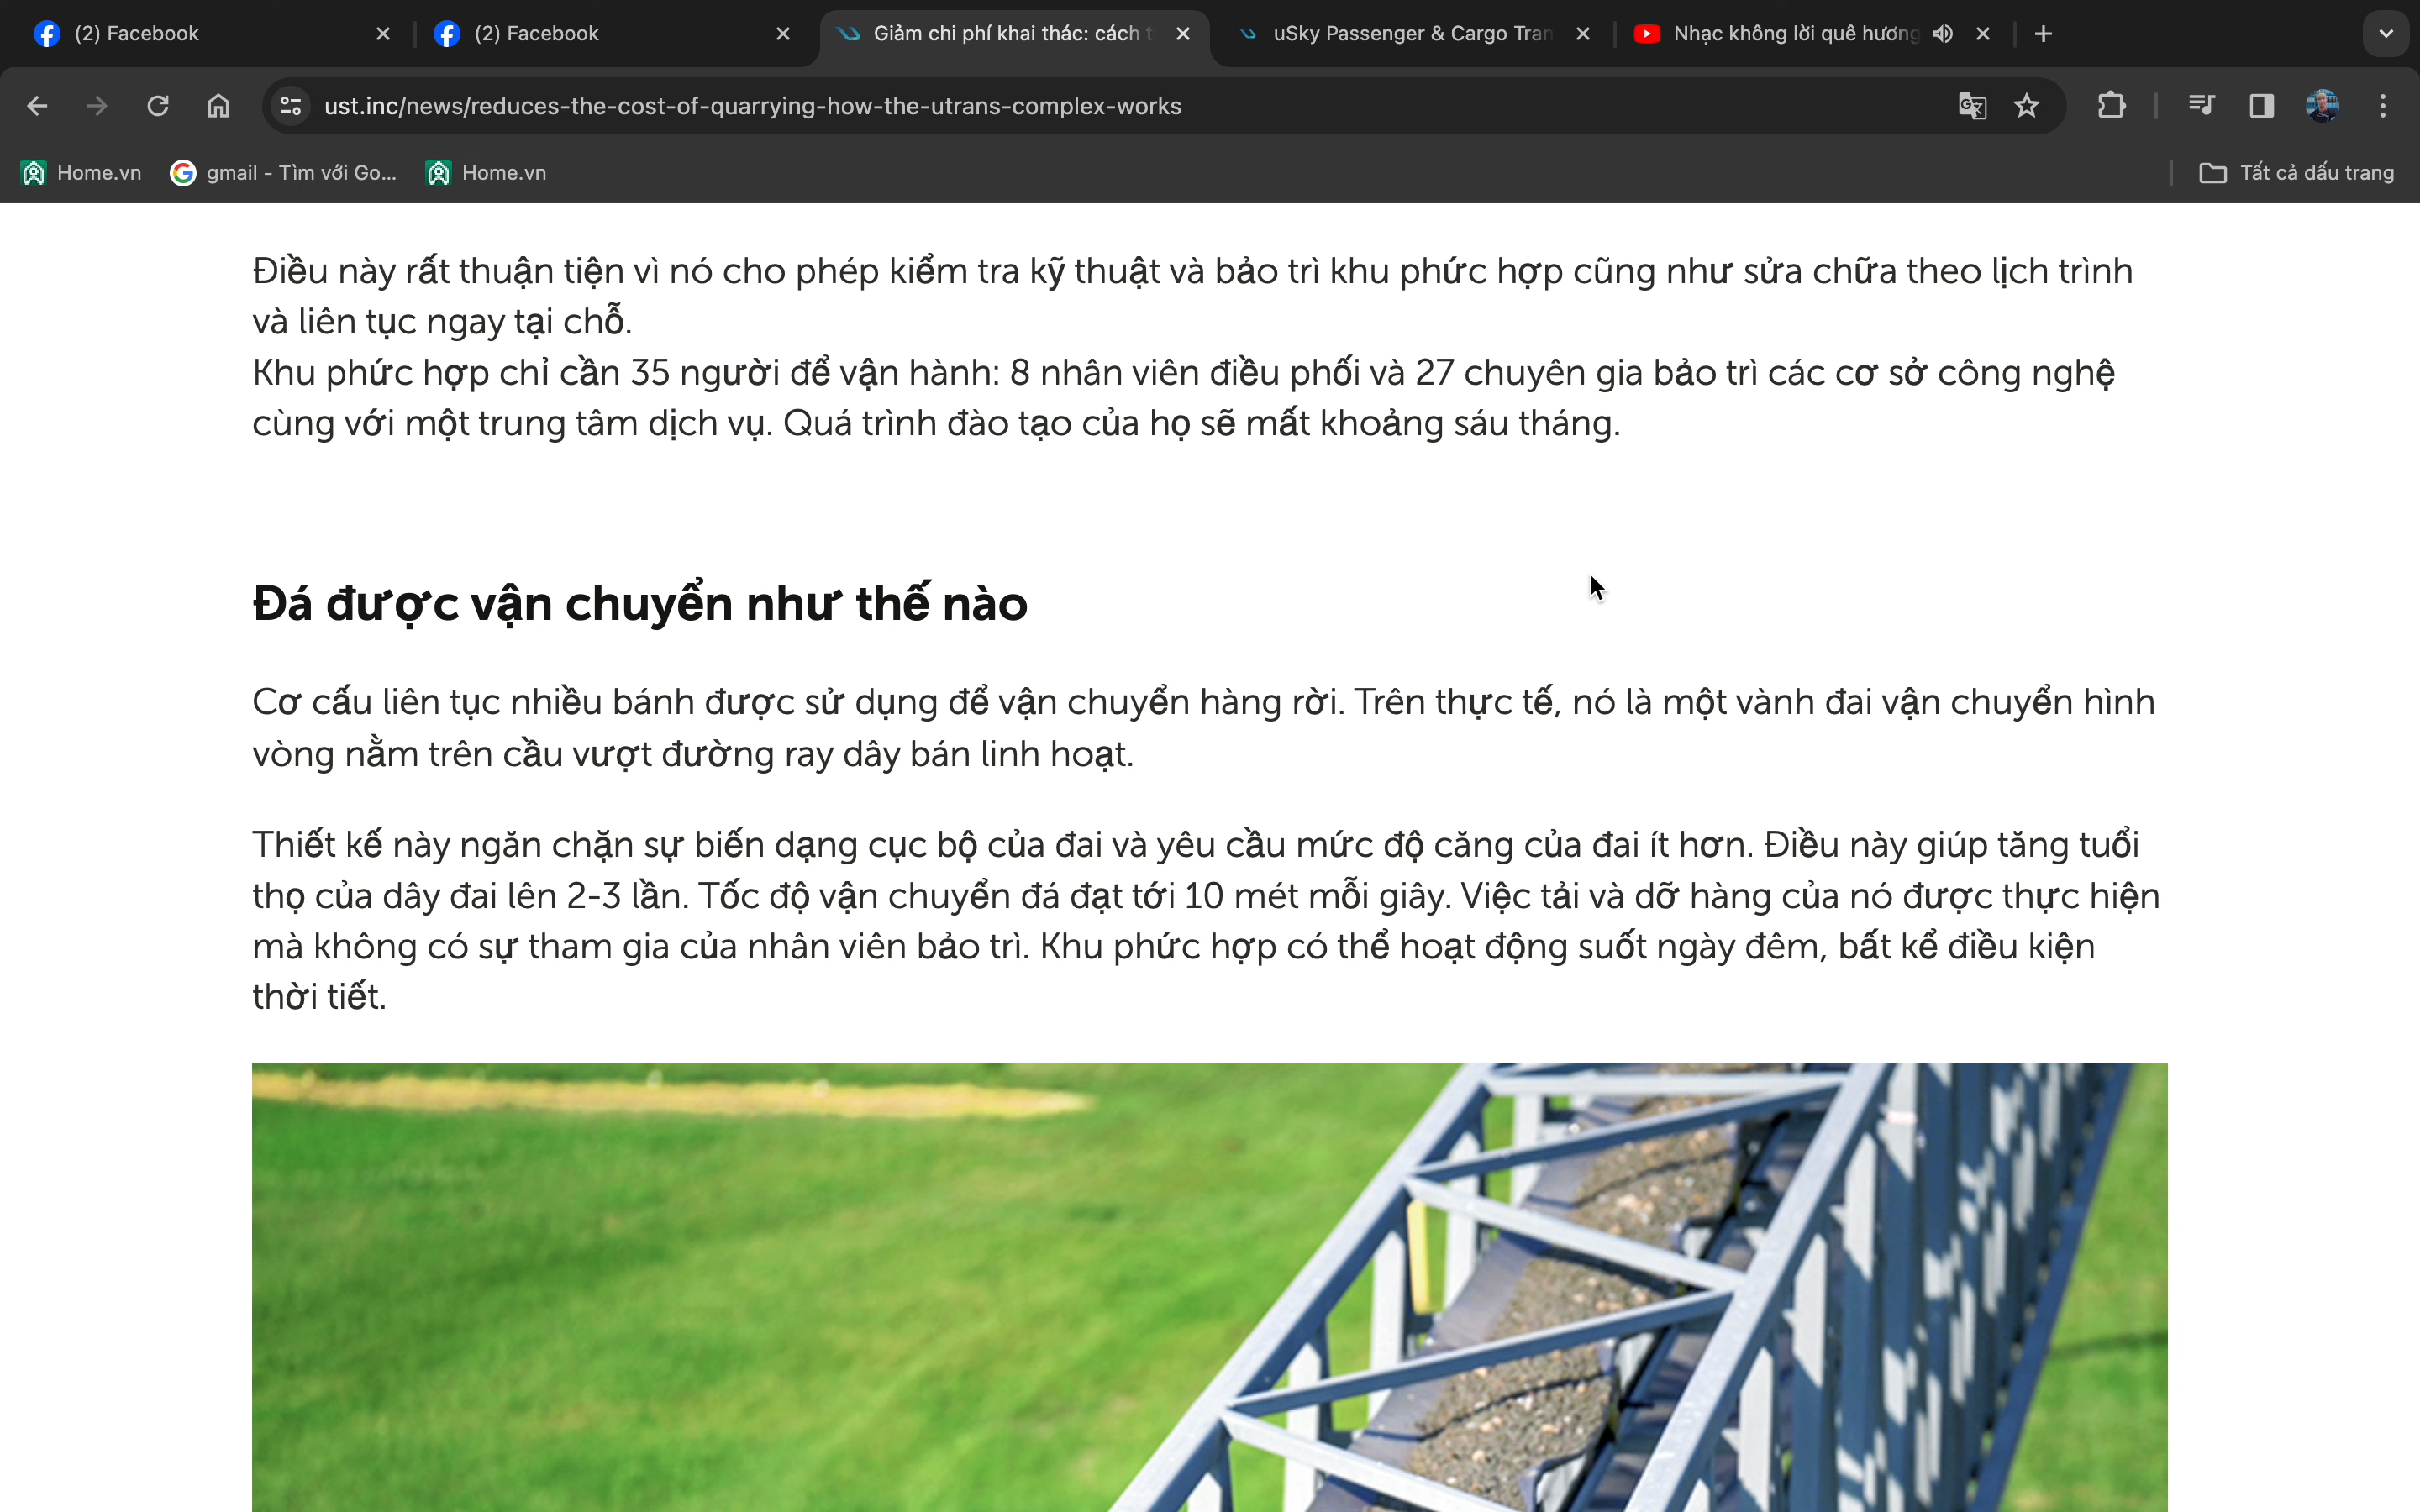 (2) Facebook
(2) Facebook
Giảm chi phí khai thác: cách t
uSky Passenger & Cargo Tran
Nhạc không lời quê hương
ust.inc/news/reduces-the-cost-of-quarrying-how-the-utrans-complex-works
Home.vn
gmail - Tìm với Go...
Home.vn
Tất cả dấu trang
Điều này rất thuận tiện vì nó cho phép kiểm tra kỹ thuật và bảo trì khu phức hợp cũng như sửa chữa theo lịch trình
và liên tục ngay tại chỗ.
Khu phức hợp chỉ cần 35 người để vận hành: 8 nhân viên điều phối và 27 chuyên gia bảo trì các cơ sở công nghệ
cùng với một trung tâm dịch vụ. Quá trình đào tạo của họ sẽ mất khoảng sáu tháng.
Đá được vận chuyển như thế nào
Cơ cấu liên tục nhiều bánh được sử dụng để vận chuyển hàng rời. Trên thực tế, nó là một vành đai vận chuyển hình
vòng nằm trên cầu vượt đường ray dây bán linh hoạt.
Thiết kế này ngăn chặn sự biến dạng cục bộ của đai và yêu cầu mức độ căng của đai ít hơn. Điều này giúp tăng tuổi
thọ của dây đai lên 2-3 lần. Tốc độ vận chuyển đá đạt tới 10 mét mỗi giây. Việc tải và dỡ hàng của nó được thực hiện
mà không có sự tham gia của nhân viên bảo trì. Khu phức hợp có thể hoạt động suốt ngày đêm, bất kể điều kiện
thời tiết.